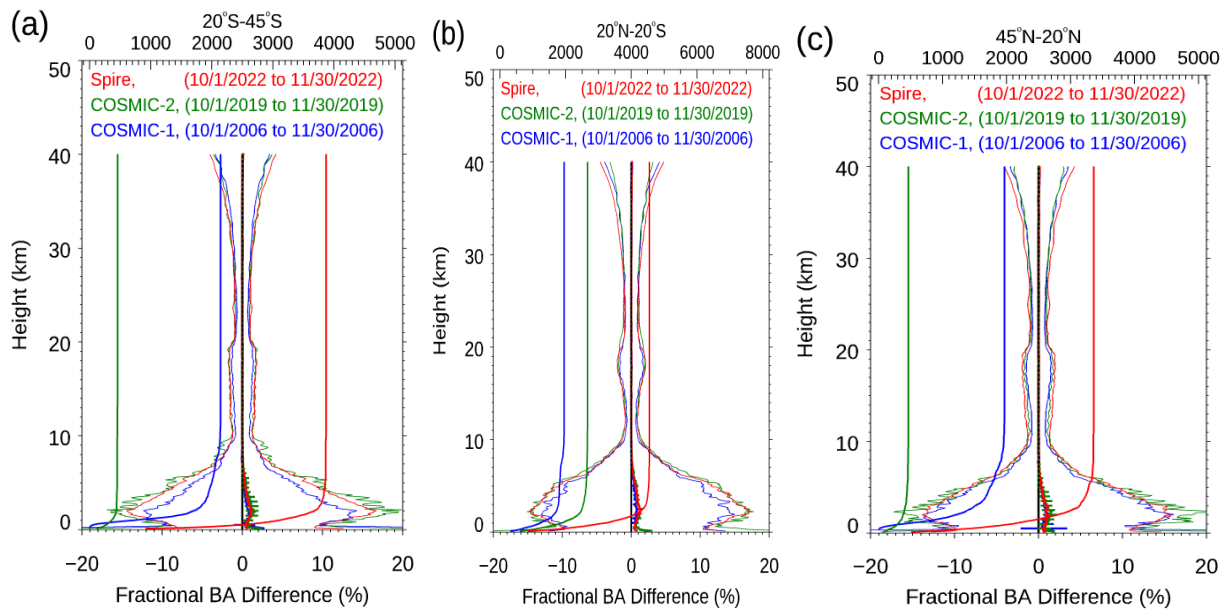 (a)
20°S-45°S
0 1000 2000 3000 4000 5000
50
40
30
20
10
0
Height (km)
Spire, (10/1/2022 to 11/30/2022)
COSMIC-2, (10/1/2019 to 11/30/2019)
COSMIC-1, (10/1/2006 to 11/30/2006)
−20 −10 0 10 20
Fractional BA Difference (%)
(b)
20°N-20°S
0 2000 4000 6000 8000
50
40
30
20
10
0
Height (km)
Spire, (10/1/2022 to 11/30/2022)
COSMIC-2, (10/1/2019 to 11/30/2019)
COSMIC-1, (10/1/2006 to 11/30/2006)
−20 −10 0 10 20
Fractional BA Difference (%)
(c)
45°N-20°N
0 1000 2000 3000 4000 5000
50
40
30
20
10
0
Height (km)
Spire, (10/1/2022 to 11/30/2022)
COSMIC-2, (10/1/2019 to 11/30/2019)
COSMIC-1, (10/1/2006 to 11/30/2006)
−20 −10 0 10 20
Fractional BA Difference (%)